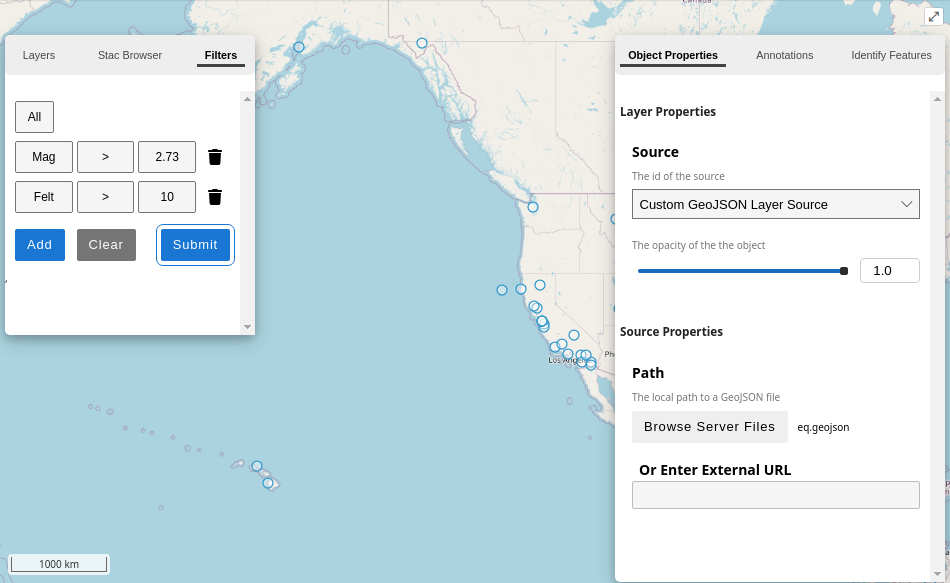 Canada
Layers Stac Browser Filters
All
Mag > 2.73
Felt > 10
Add Clear Submit
Los Angeles
1000 km
Object Properties Annotations Identify Features
Layer Properties
Source
The id of the source
Custom GeoJSON Layer Source
The opacity of the the object
1.0
Source Properties
Path
The local path to a GeoJSON file
Browse Server Files eq.geojson
Or Enter External URL